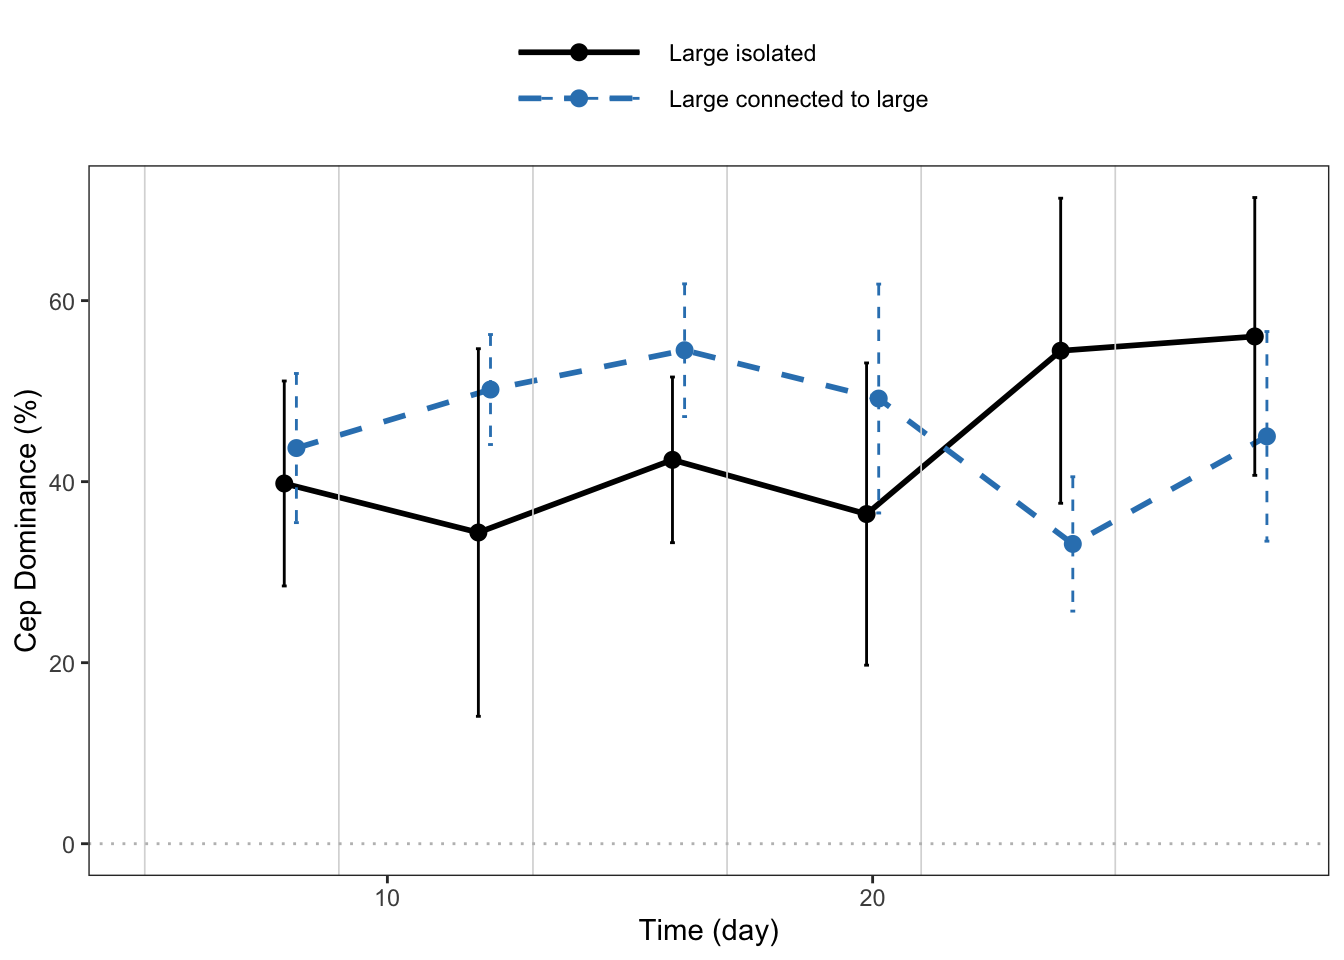 Large isolated
Large connected to large
Cep Dominance (%)
60
40
20
0
10 20
Time (day)